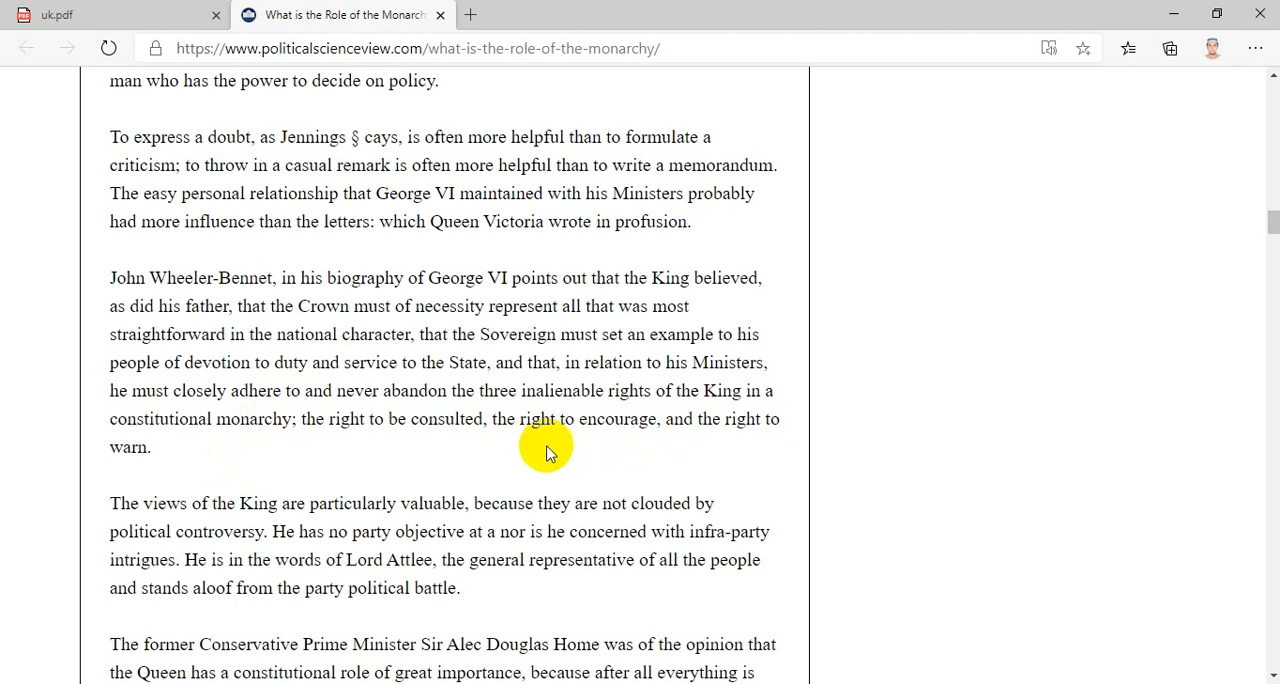 uk.pdf
What is the Role of the Monarch
https://www.politicalscienceview.com/what-is-the-role-of-the-monarchy/
man who has the power to decide on policy.
To express a doubt, as Jennings § cays, is often more helpful than to formulate a
criticism; to throw in a casual remark is often more helpful than to write a memorandum.
The easy personal relationship that George VI maintained with his Ministers probably
had more influence than the letters: which Queen Victoria wrote in profusion.
John Wheeler-Bennet, in his biography of George VI points out that the King believed,
as did his father, that the Crown must of necessity represent all that was most
straightforward in the national character, that the Sovereign must set an example to his
people of devotion to duty and service to the State, and that, in relation to his Ministers,
he must closely adhere to and never abandon the three inalienable rights of the King in a
constitutional monarchy; the right to be consulted, the right to encourage, and the right to
warn.
The views of the King are particularly valuable, because they are not clouded by
political controversy. He has no party objective at a nor is he concerned with infra-party
intrigues. He is in the words of Lord Attlee, the general representative of all the people
and stands aloof from the party political battle.
The former Conservative Prime Minister Sir Alec Douglas Home was of the opinion that
the Queen has a constitutional role of great importance, because after all everything is